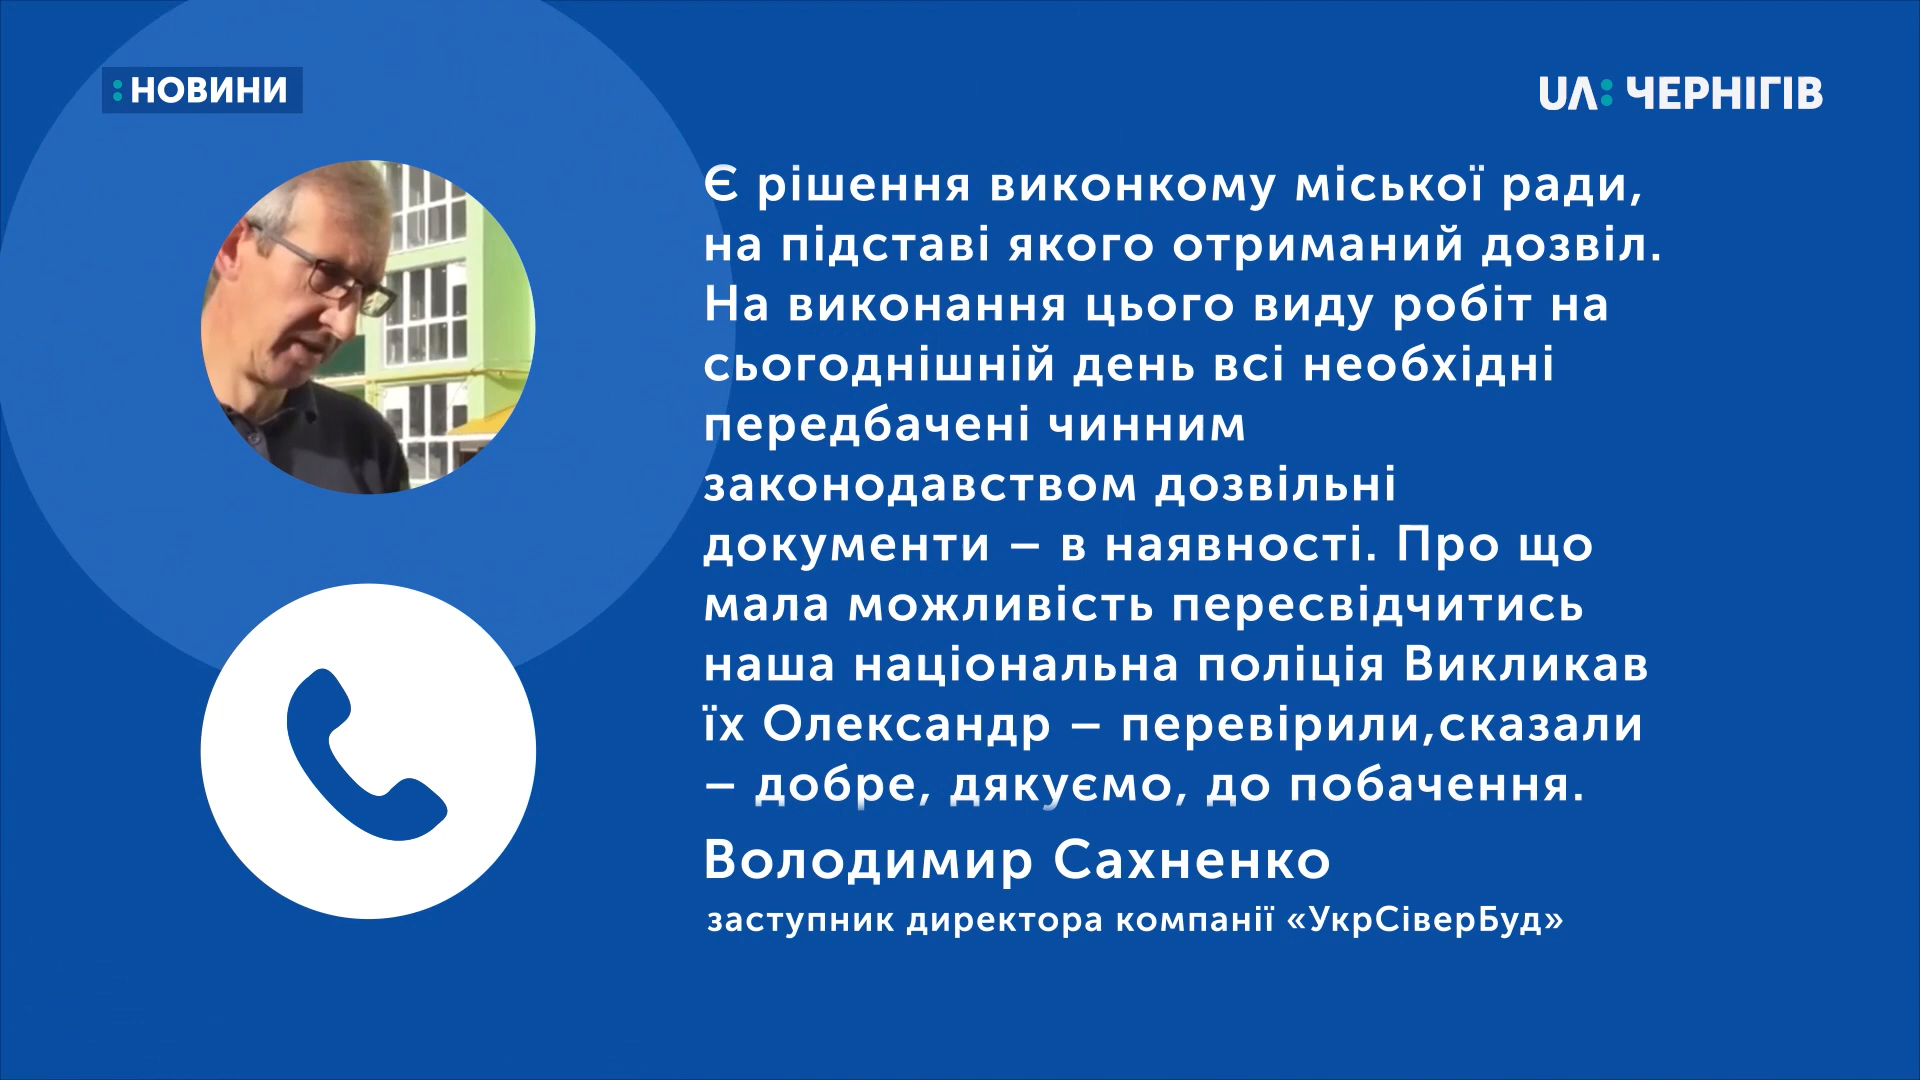 :НОВИНИ
UA: ЧЕРНІГІВ
Є рішення виконкому міської ради,
на підставі якого отриманий дозвіл.
На виконання цього виду робіт на
сьогоднішній день всі необхідні
передбачені чинним
законодавством дозвільні
документи – в наявності. Про що
мала можливість пересвідчитись
наша національна поліція Викликав
їх Олександр – перевірили,сказали
– добре, дякуємо, до побачення.
Володимир Сахненко
заступник директора компанії «УкрСіверБуд»